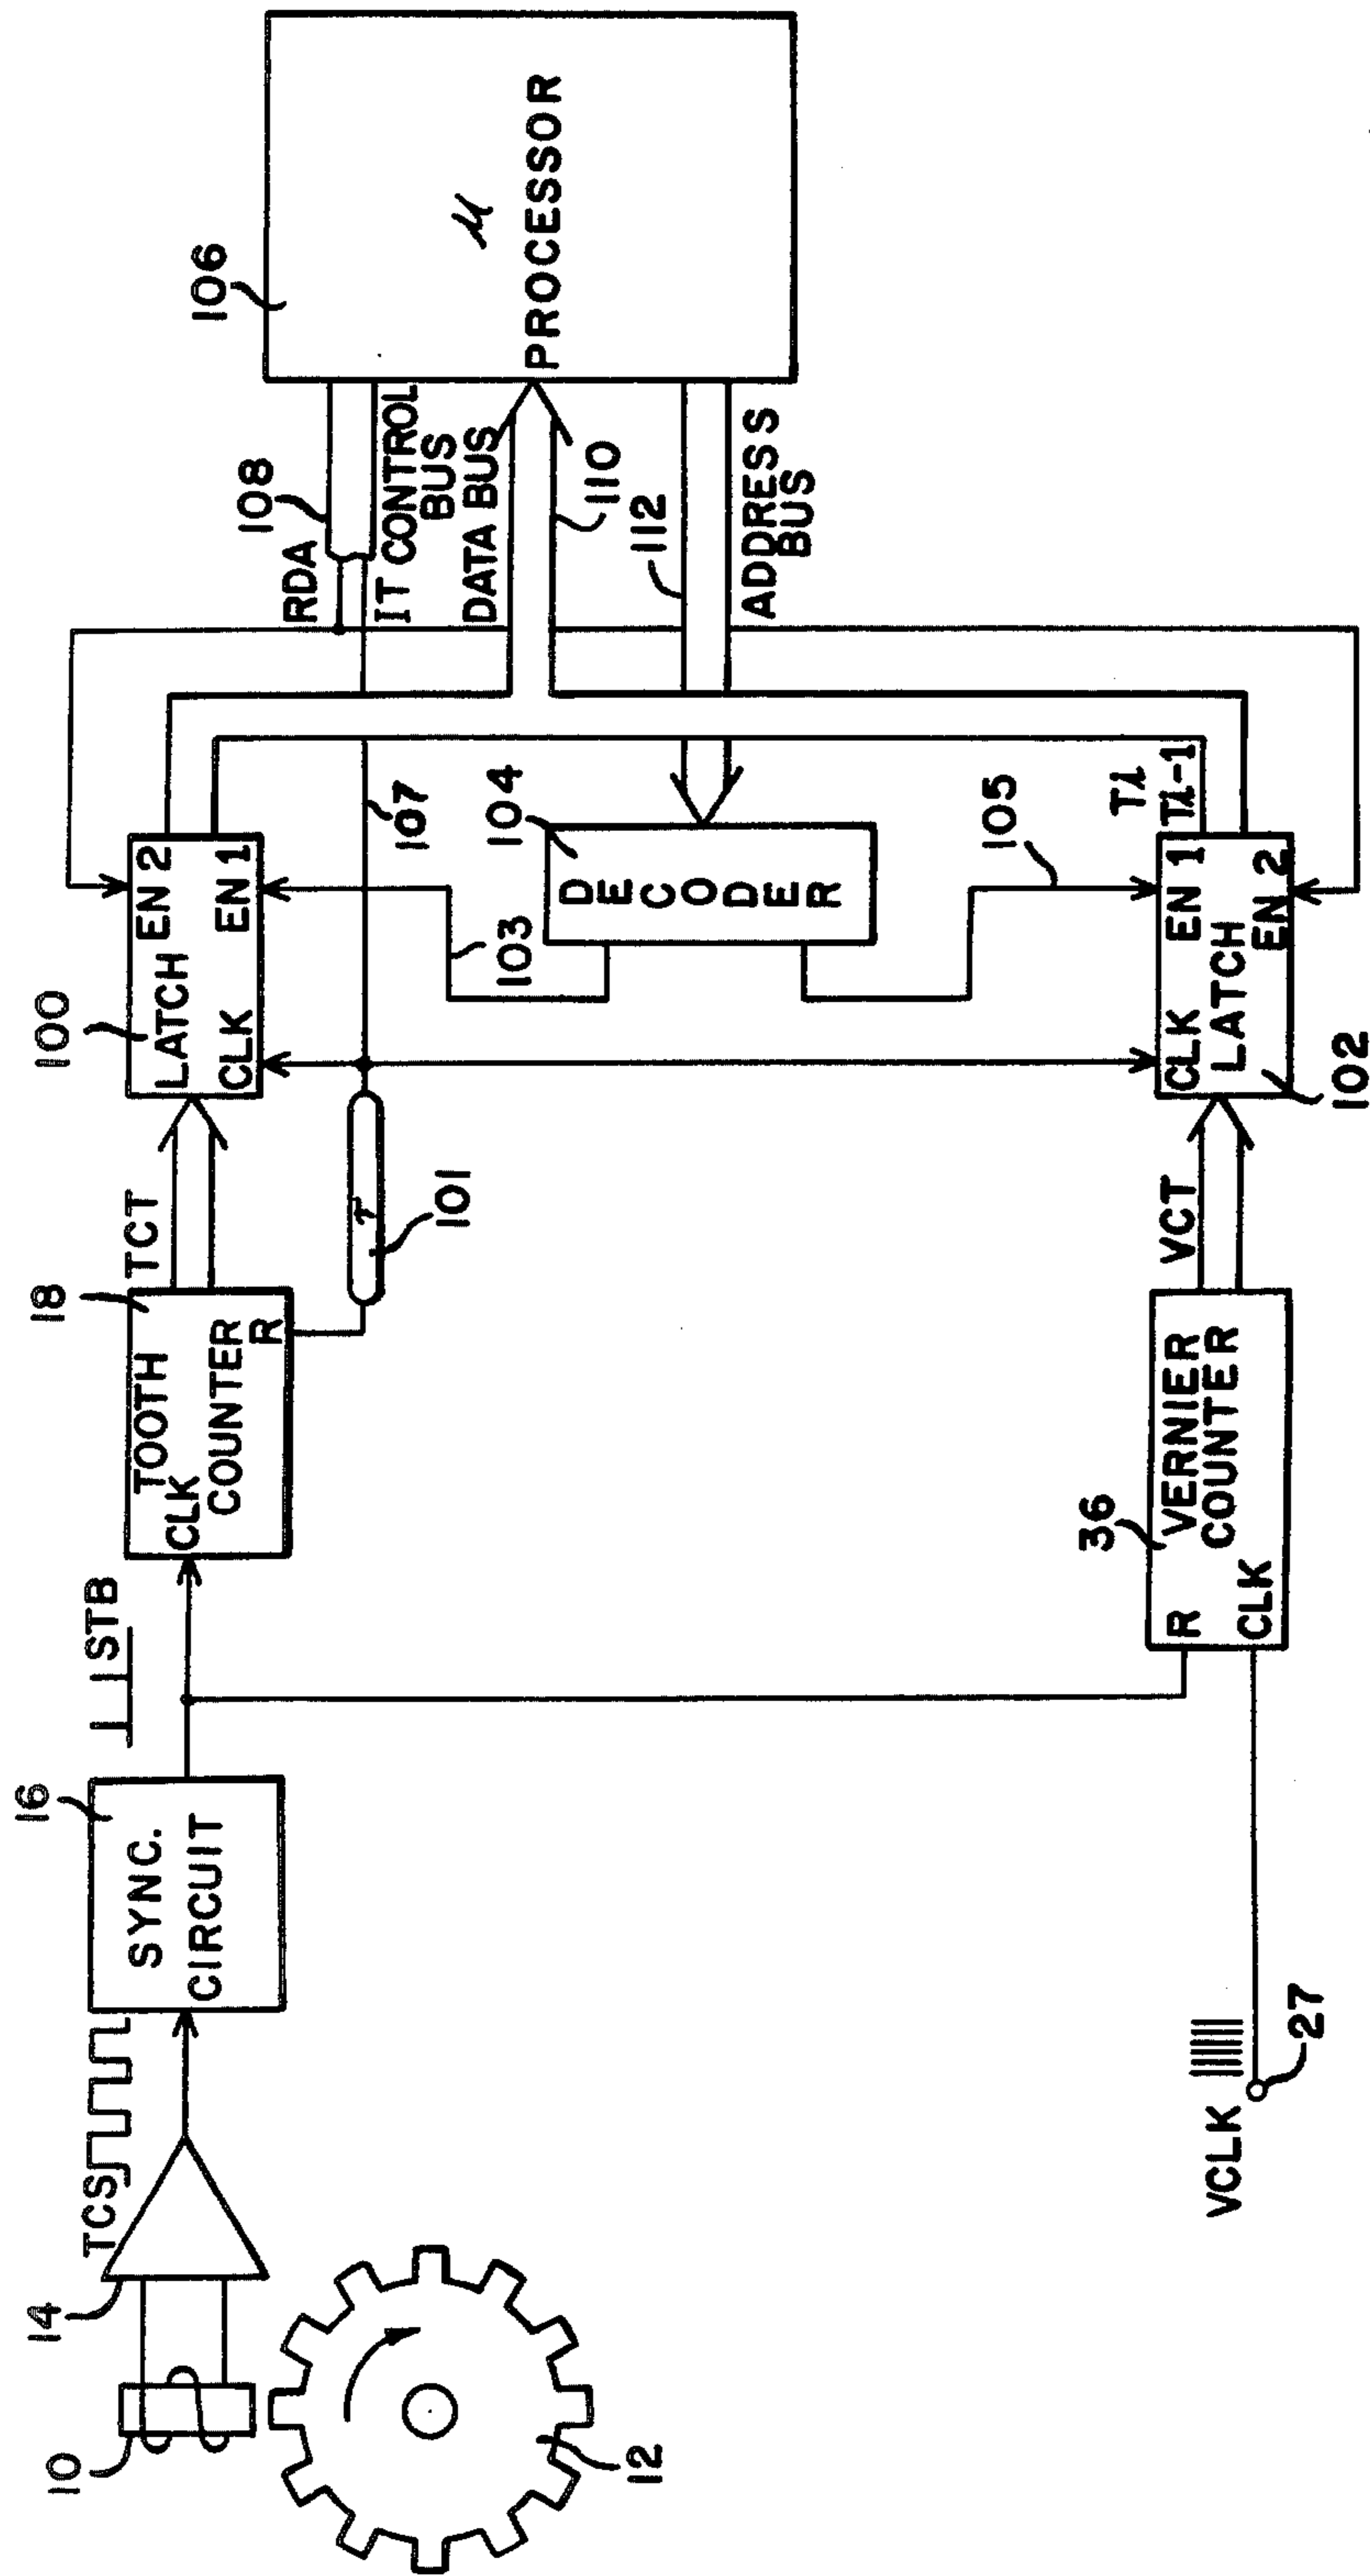 10
14
TCS
12
16
SYNC.
CIRCUIT
STB
18
TOOTH
CLK
COUNTER
R
TCT
τ
101
100
LATCH
EN 2
CLK
EN 1
107
103
104
DECODER
105
RDA
108
IT CONTROL
BUS
DATA BUS
110
112
ADDRESS
BUS
106
μ
PROCESSOR
VCLK
27
36
VERNIER
COUNTER
R
CLK
VCT
CLK
EN 1
LATCH
EN 2
102
Ti
Ti-1